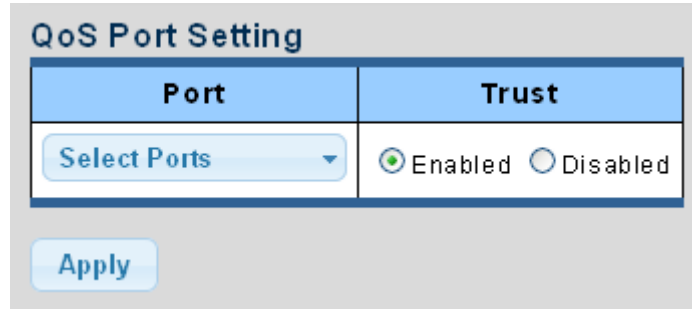 QoS Port Setting
Port Trust
Select Ports Enabled Disabled
Apply